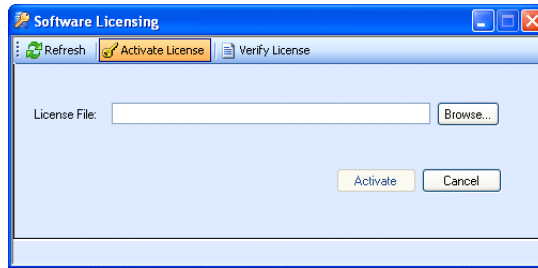 Software Licensing
Refresh Activate License Verify License
License File: Browse...
Activate Cancel